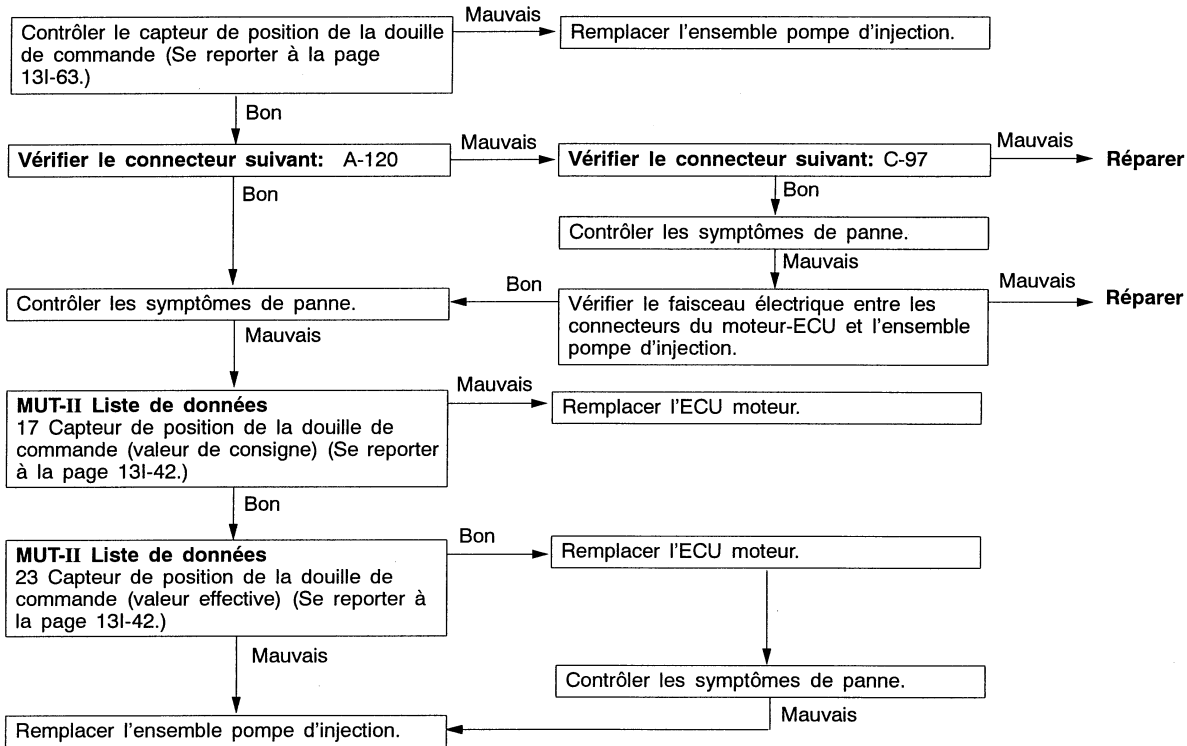 Contrôler le capteur de position de la douille
de commande (Se reporter à la page
13I-63.)
Mauvais
Remplacer l'ensemble pompe d'injection.
Bon
Vérifier le connecteur suivant: A-120
Mauvais
Vérifier le connecteur suivant: C-97
Mauvais
Réparer
Bon
Bon
Contrôler les symptômes de panne.
Mauvais
Contrôler les symptômes de panne.
Bon
Vérifier le faisceau électrique entre les
connecteurs du moteur-ECU et l'ensemble
pompe d'injection.
Mauvais
Réparer
Mauvais
MUT-II Liste de données
17 Capteur de position de la douille de
commande (valeur de consigne) (Se reporter
à la page 13I-42.)
Mauvais
Remplacer l'ECU moteur.
Bon
MUT-II Liste de données
23 Capteur de position de la douille de
commande (valeur effective) (Se reporter à
la page 13I-42.)
Bon
Remplacer l'ECU moteur.
Mauvais
Contrôler les symptômes de panne.
Mauvais
Remplacer l'ensemble pompe d'injection.